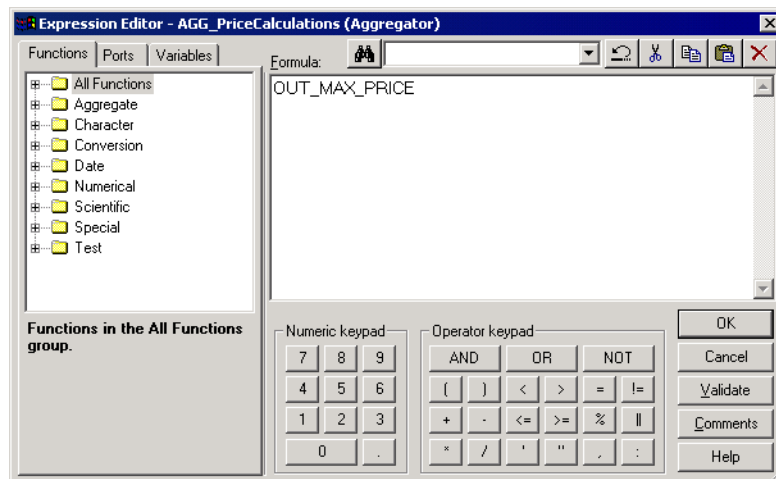 Expression Editor - AGG_PriceCalculations (Aggregator)
Functions Ports Variables
Formula:
OUT_MAX_PRICE
All Functions
Aggregate
Character
Conversion
Date
Numerical
Scientific
Special
Test
Functions in the All Functions
group.
Numeric keypad
7 8 9
4 5 6
1 2 3
0 .
Operator keypad
AND OR NOT
( ) < > = !=
+ - <= >= % ||
* / ' " , :
OK
Cancel
Validate
Comments
Help